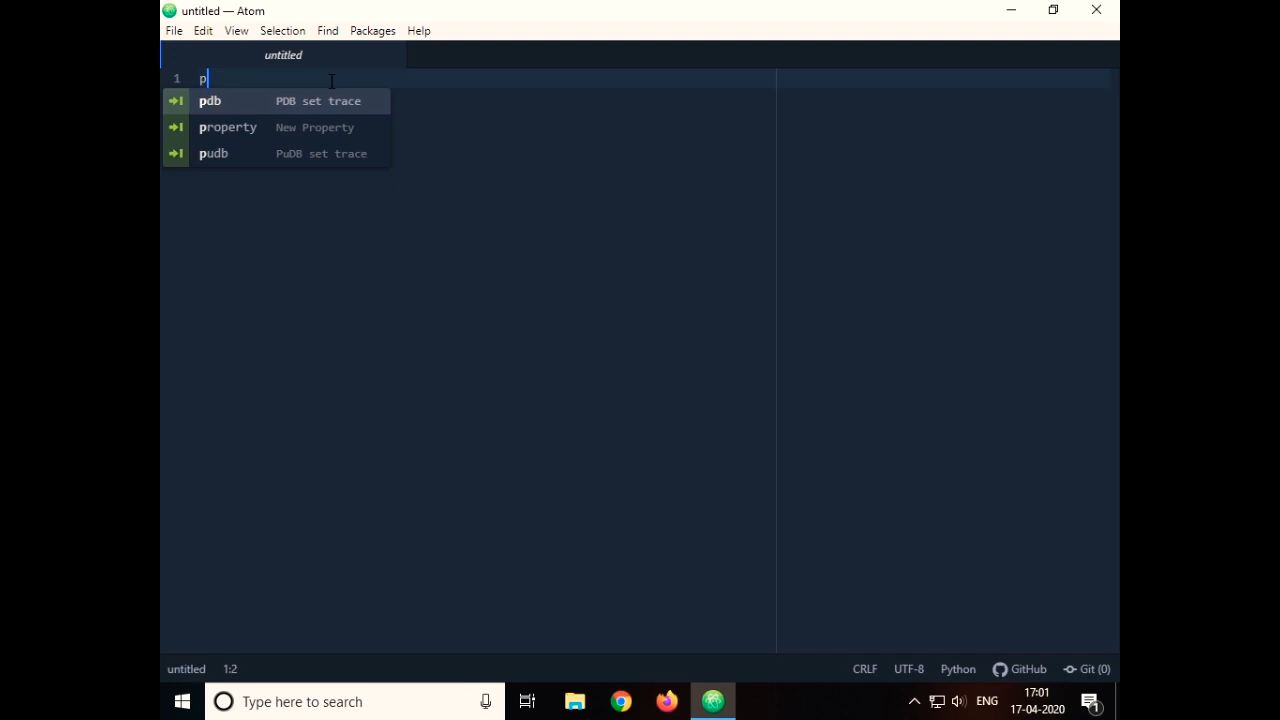 untitled — Atom
File Edit View Selection Find Packages Help
untitled
1 p
pdb PDB set trace
property New Property
pudb PuDB set trace
untitled 1:2 CRLF UTF-8 Python GitHub Git (0)
Type here to search ENG 17:01
17-04-2020 1